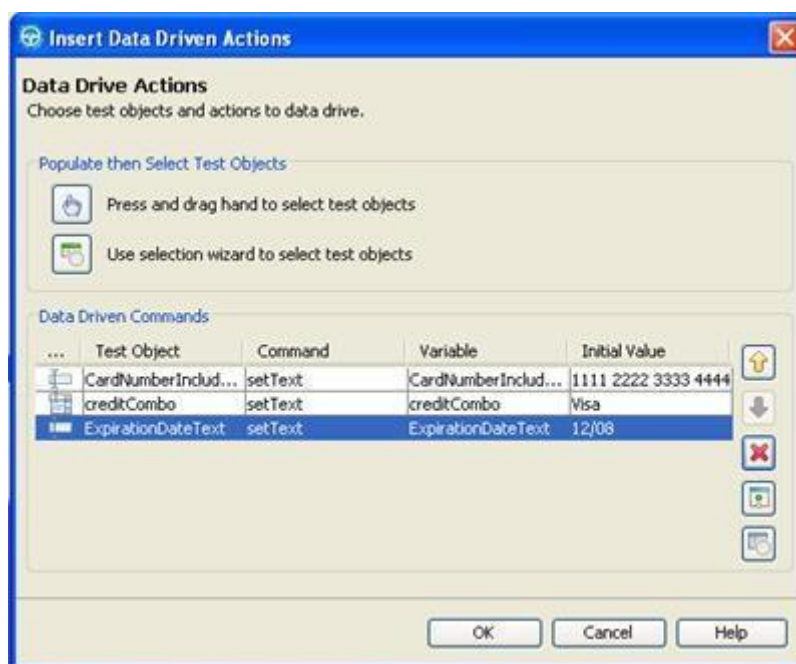 Insert Data Driven Actions
Data Drive Actions
Choose test objects and actions to data drive.
Populate then Select Test Objects
Press and drag hand to select test objects
Use selection wizard to select test objects
Data Driven Commands
... Test Object Command Variable Initial Value
CardNumberInclud... setText CardNumberInclud... 1111 2222 3333 4444
creditCombo setText creditCombo Visa
ExpirationDateText setText ExpirationDateText 12/08
OK Cancel Help